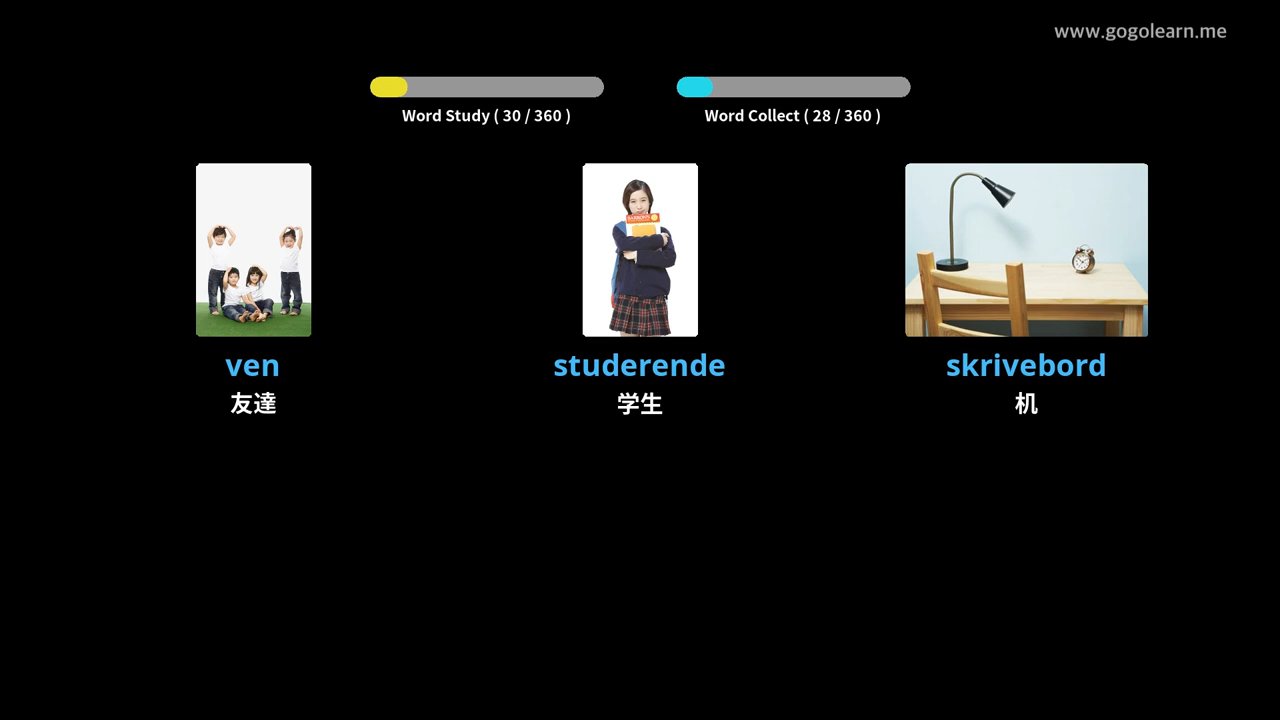 www.gogolearn.me
Word Study ( 30 / 360 )
Word Collect ( 28 / 360 )
ven
studerende
skrivebord
友達
学生
机